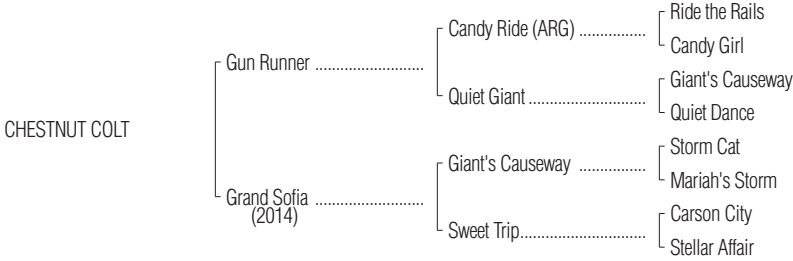 Ride the Rails
Candy Ride (ARG) ................
Candy Girl
Gun Runner ..........................
Giant's Causeway
Quiet Giant ............................
Quiet Dance
CHESTNUT COLT
Storm Cat
Giant's Causeway ................
Mariah's Storm
Grand Sofia ..........................
(2014)
Carson City
Sweet Trip..............................
Stellar Affair